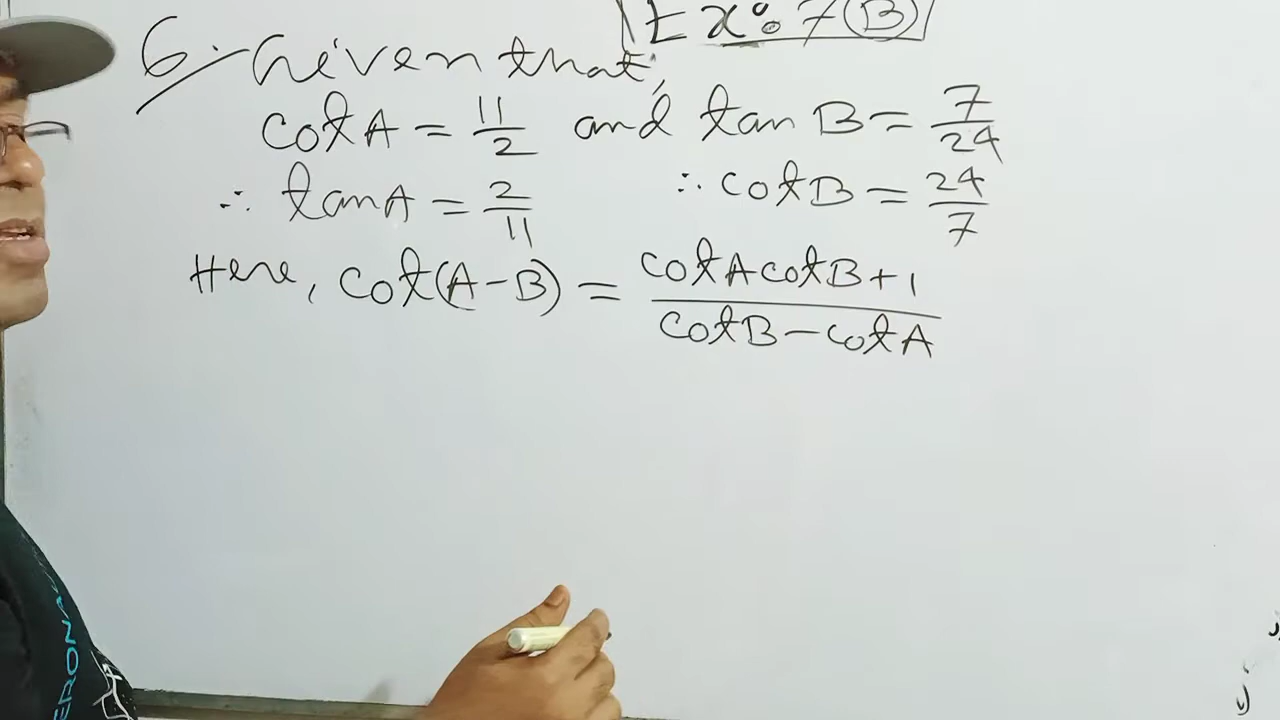 Ex: 7(B)
6. Given that,
cot A = 11/2 and tan B = 7/24
∴ tan A = 2/11 ∴ cot B = 24/7
Here, cot(A-B) = (cot A cot B + 1)/(cot B - cot A)
ERONA